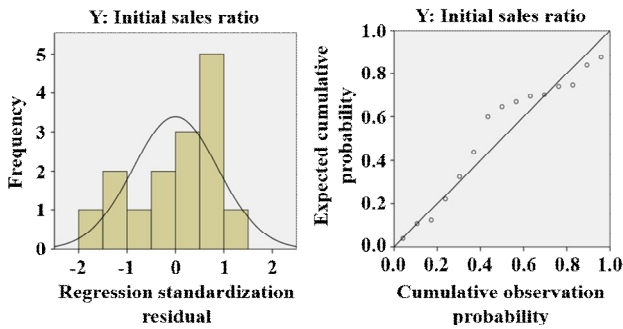 Y: Initial sales ratio
Frequency
5
4
3
2
1
0
-2 -1 0 1 2
Regression standardization
residual
Y: Initial sales ratio
Expected cumulative
probability
1.0
0.8
0.6
0.4
0.2
0.0
0.0 0.2 0.4 0.6 0.8 1.0
Cumulative observation
probability